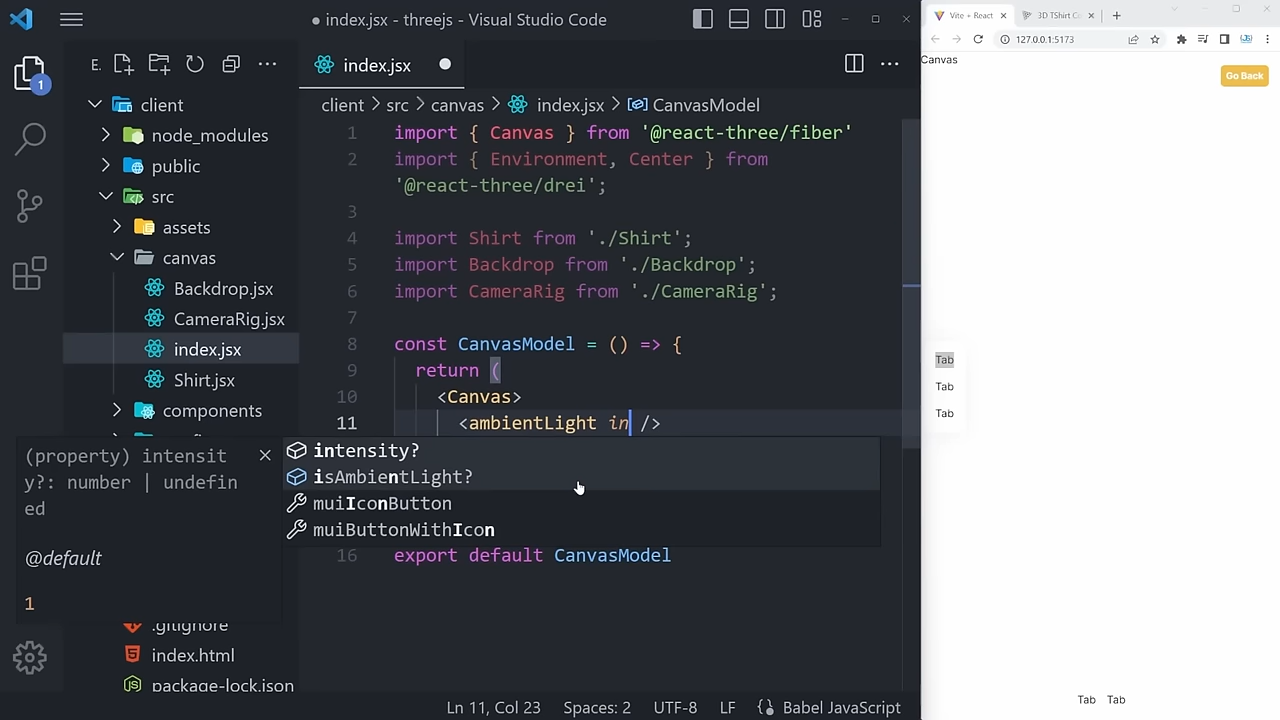 index.jsx - threejs - Visual Studio Code
E.
1
client
node_modules
public
src
assets
canvas
Backdrop.jsx
CameraRig.jsx
index.jsx
Shirt.jsx
components
.gitignore
index.html
package-lock.json
index.jsx
client > src > canvas > index.jsx > CanvasModel
1 import { Canvas } from '@react-three/fiber'
2 import { Environment, Center } from
'@react-three/drei';
3
4 import Shirt from './Shirt';
5 import Backdrop from './Backdrop';
6 import CameraRig from './CameraRig';
7
8 const CanvasModel = () => {
9 return (
10 <Canvas>
11 <ambientLight in />
(property) intensit
y?: number | undefin
ed
@default
1
intensity?
isAmbientLight?
muiIconButton
muiButtonWithIcon
16 export default CanvasModel
Ln 11, Col 23 Spaces: 2 UTF-8 LF Babel JavaScript
Vite + React
127.0.0.1:5173
Canvas
Go Back
Tab
Tab
Tab
Tab Tab